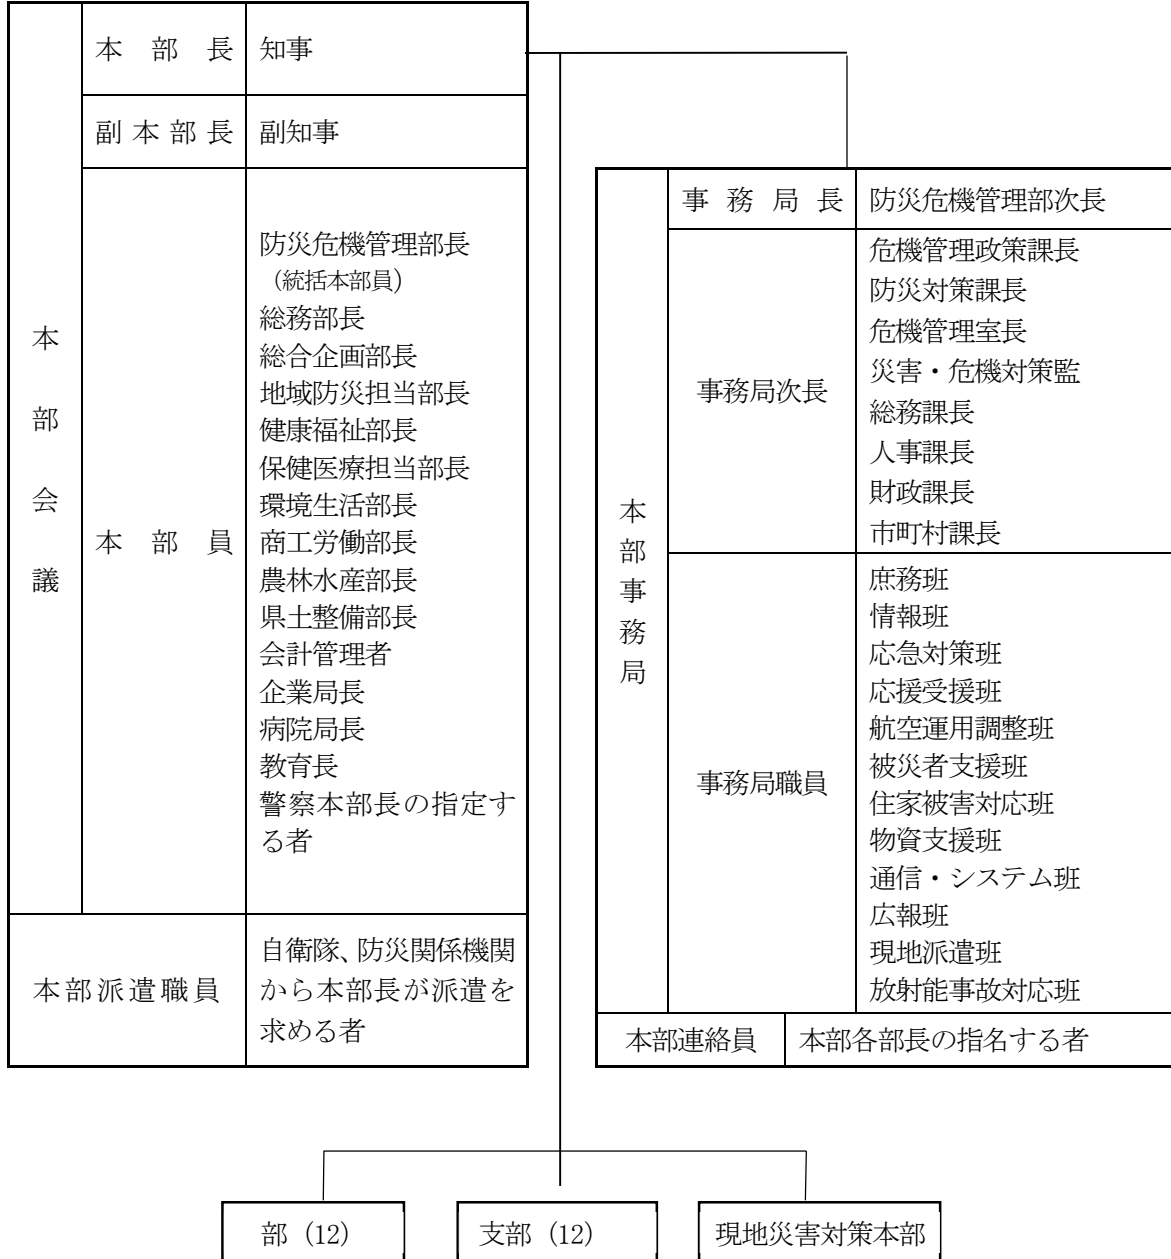 本部会議
本部長 知事
副本部長 副知事
本部員
防災危機管理部長
（統括本部員）
総務部長
総合企画部長
地域防災担当部長
健康福祉部長
保健医療担当部長
環境生活部長
商工労働部長
農林水産部長
県土整備部長
会計管理者
企業局長
病院局長
教育長
警察本部長の指定す
る者
本部派遣職員
自衛隊、防災関係機関
から本部長が派遣を
求める者
本部事務局
事務局長 防災危機管理部次長
事務局次長
危機管理政策課長
防災対策課長
危機管理室長
災害・危機対策監
総務課長
人事課長
財政課長
市町村課長
事務局職員
庶務班
情報班
応急対策班
応援受援班
航空運用調整班
被災者支援班
住家被害対応班
物資支援班
通信・システム班
広報班
現地派遣班
放射能事故対応班
本部連絡員 本部各部長の指名する者
部（12） 支部（12） 現地災害対策本部